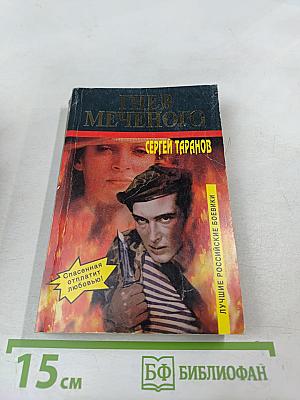 ГНЕВ
МЕЧЕНОГО
СЕРГЕЙ ТАРАНОВ
Спасенная
отплатит
любовью!
ЛУЧШИЕ РОССИЙСКИЕ БОЕВИКИ
15 см
БФ БИБЛИОФАН